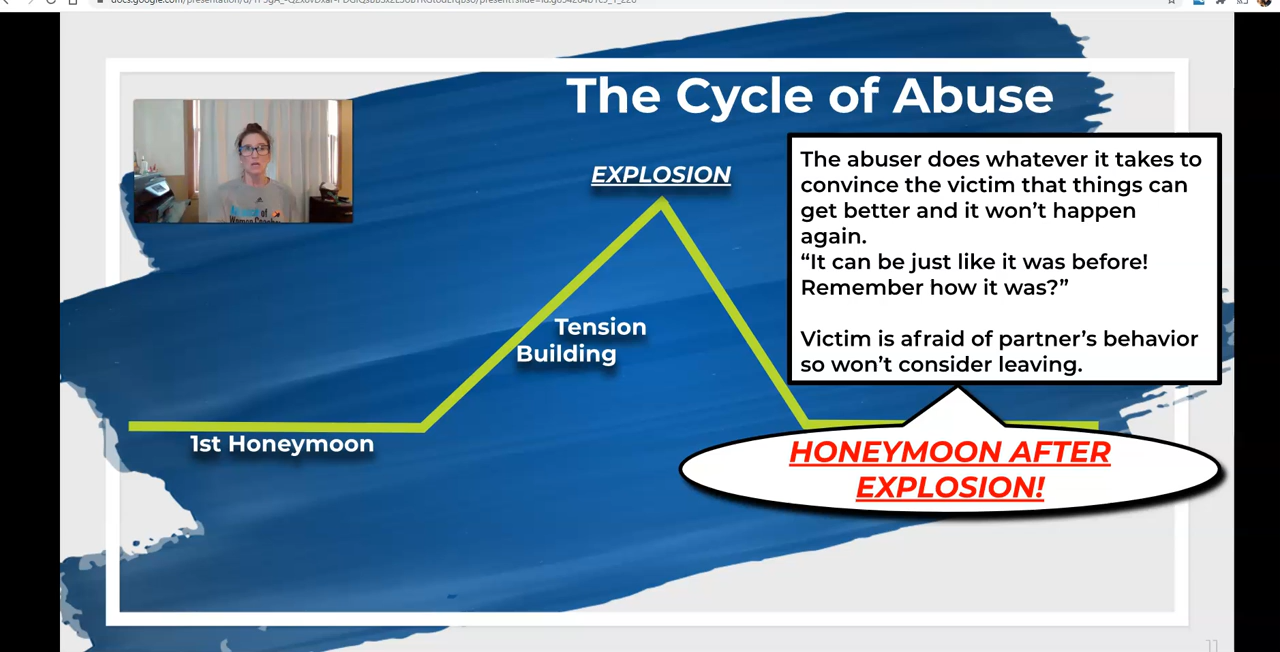 The Cycle of Abuse
EXPLOSION
The abuser does whatever it takes to
convince the victim that things can
get better and it won’t happen
again.
“It can be just like it was before!
Remember how it was?”
Victim is afraid of partner’s behavior
so won’t consider leaving.
Tension
Building
1st Honeymoon
HONEYMOON AFTER
EXPLOSION!
11